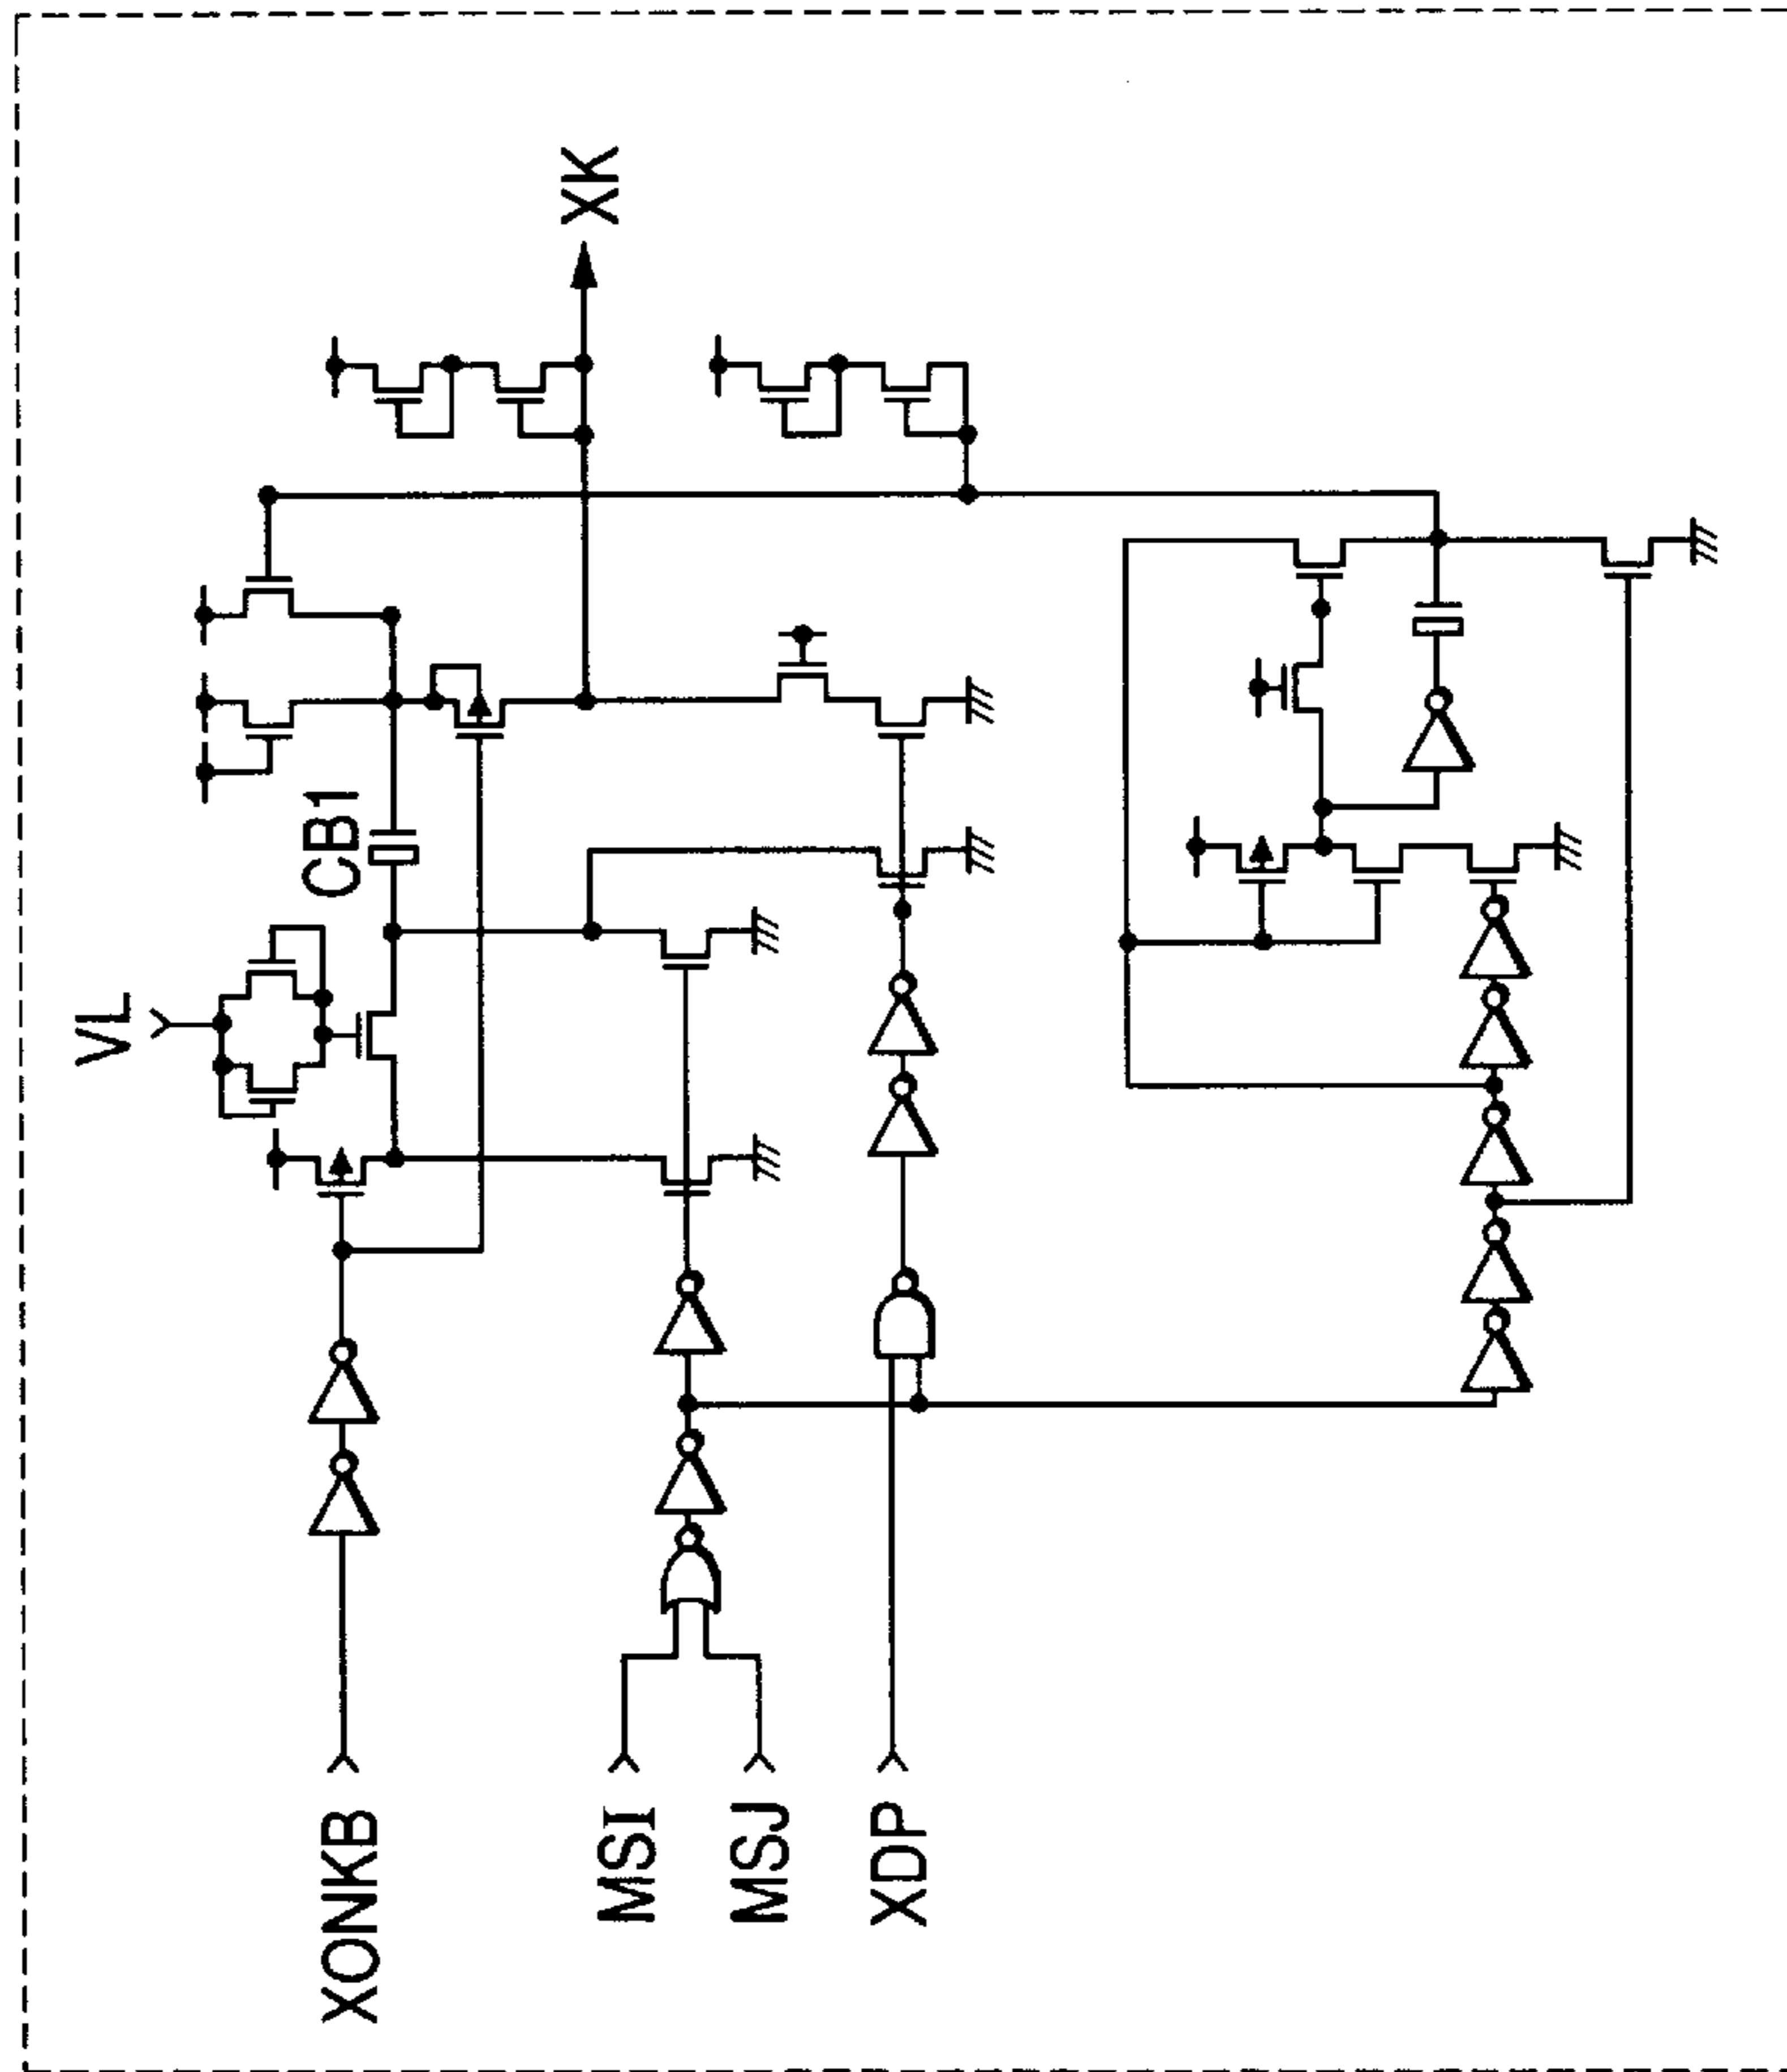 XONKB
MSI
MSJ
XDP
VL
CB1
XK